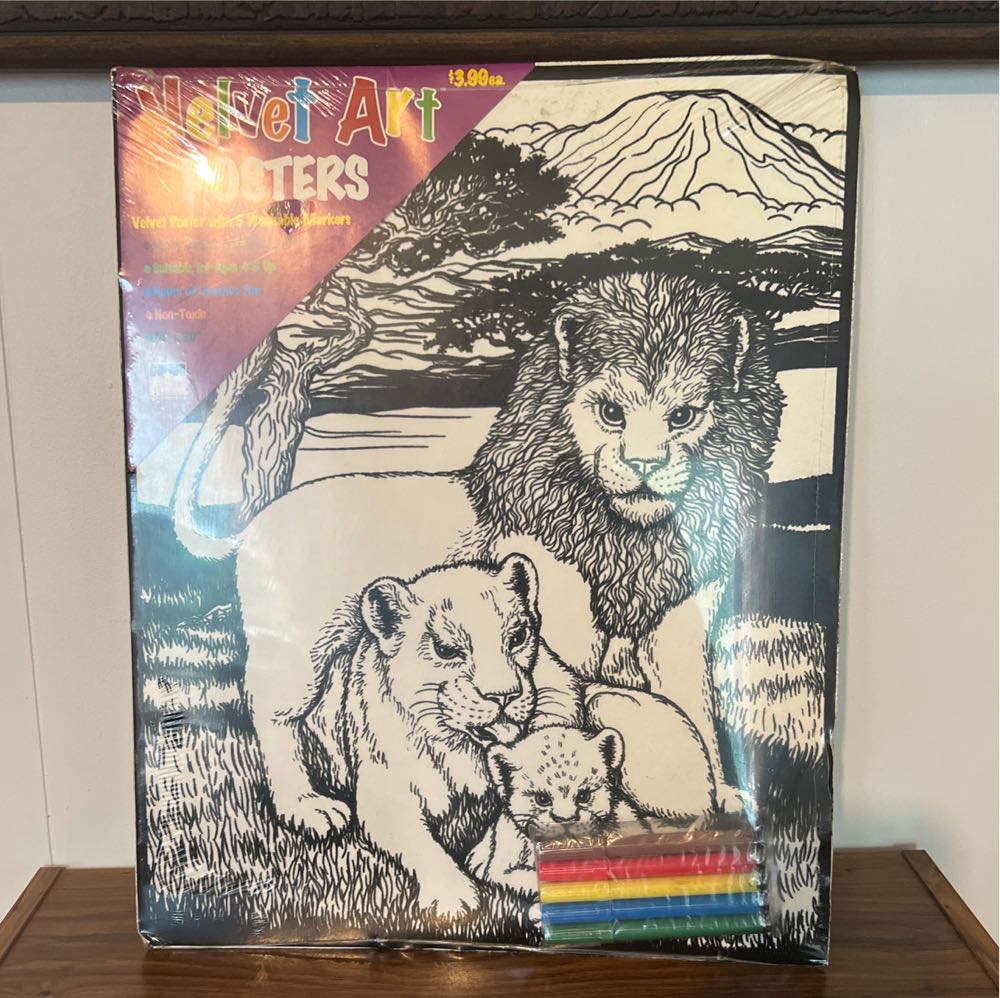 $3.99ea.
Velvet Art
POSTERS
Velvet Poster with 5 Washable Markers
Suitable for Ages 4 & Up
Hours of Creative Fun
Non-Toxic